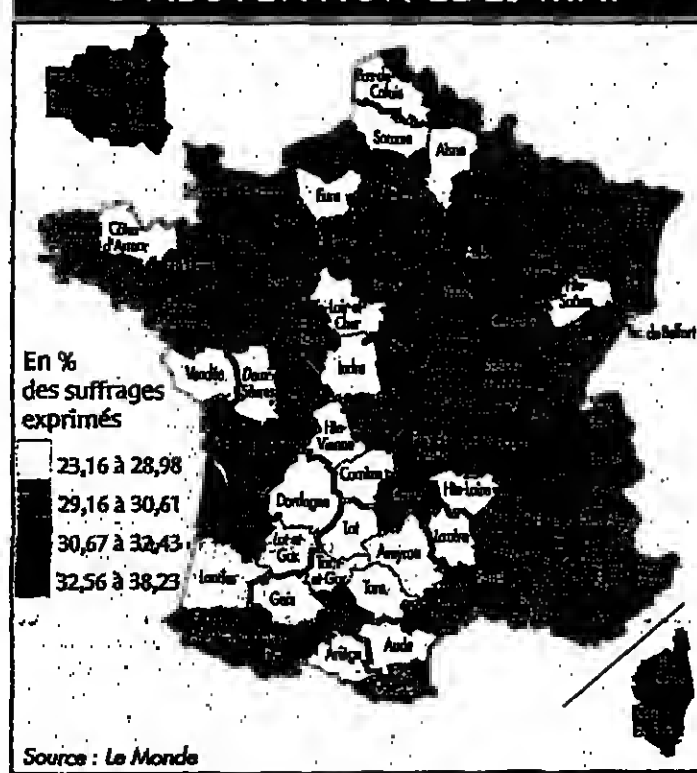 Pas-de-
Calais
Somme
Aisne
Eure
Côtes
d'Armor
Hte-
Saône
Loir-et-
Cher
Ter. de Belfort
Indre
Vendée
Deux-
Sèvres
En %
des suffrages
exprimés
Hte-
Vienne
23,16 à 28,98
Corrèze
Hte-Loire
29,16 à 30,61
Dordogne
Lot
Lozère
30,67 à 32,43
Lot-et-
Gar.
Aveyron
Tarn-
et-Gar.
32,56 à 38,23
Landes
Tarn
Gers
Aude
Ariège
Source : Le Monde